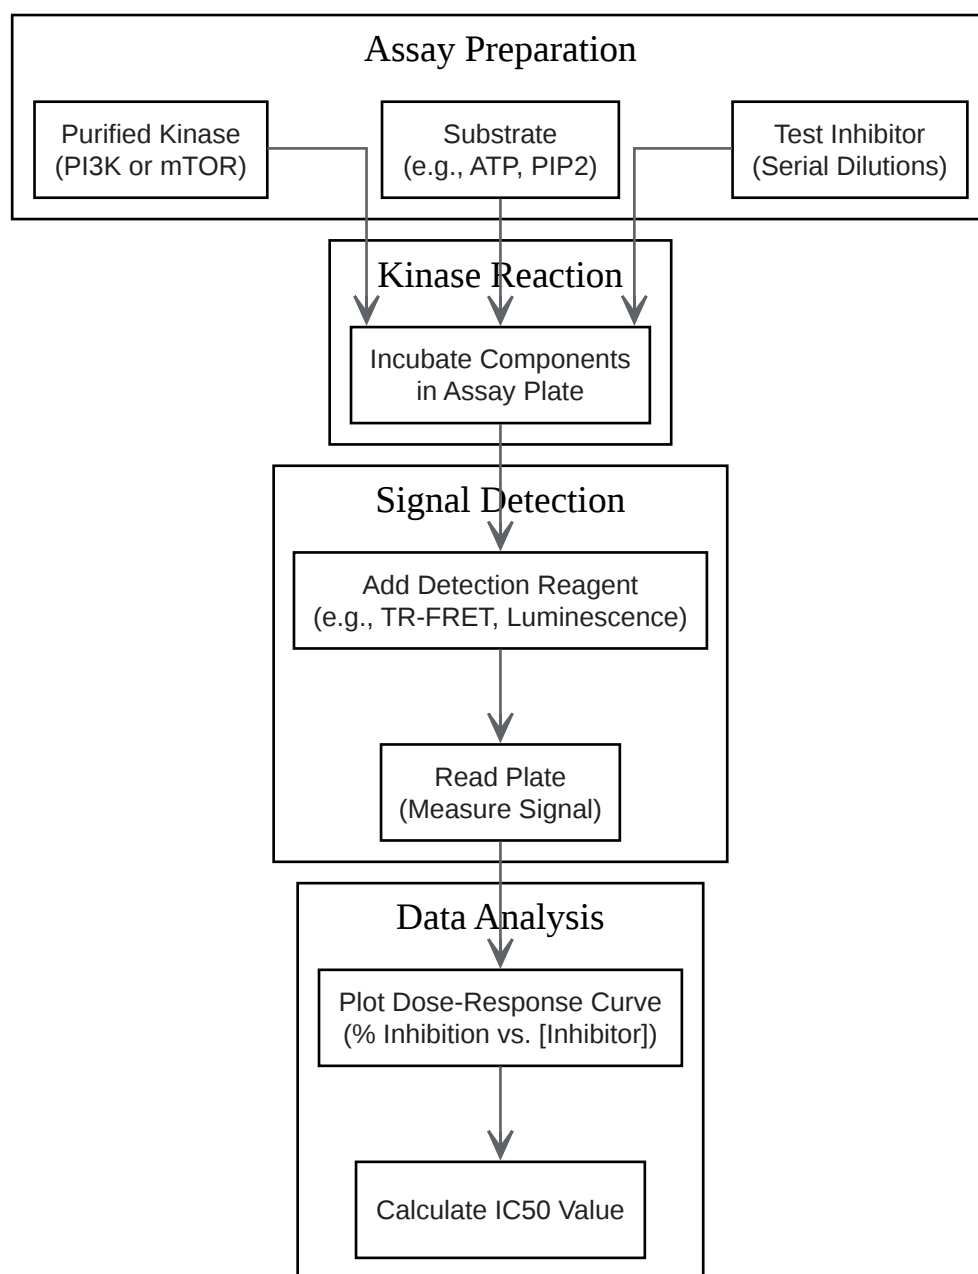 Assay Preparation
Purified Kinase
(PI3K or mTOR)
Substrate
(e.g., ATP, PIP2)
Test Inhibitor
(Serial Dilutions)
Kinase Reaction
Incubate Components
in Assay Plate
Signal Detection
Add Detection Reagent
(e.g., TR-FRET, Luminescence)
Read Plate
(Measure Signal)
Data Analysis
Plot Dose-Response Curve
(% Inhibition vs. [Inhibitor])
Calculate IC50 Value